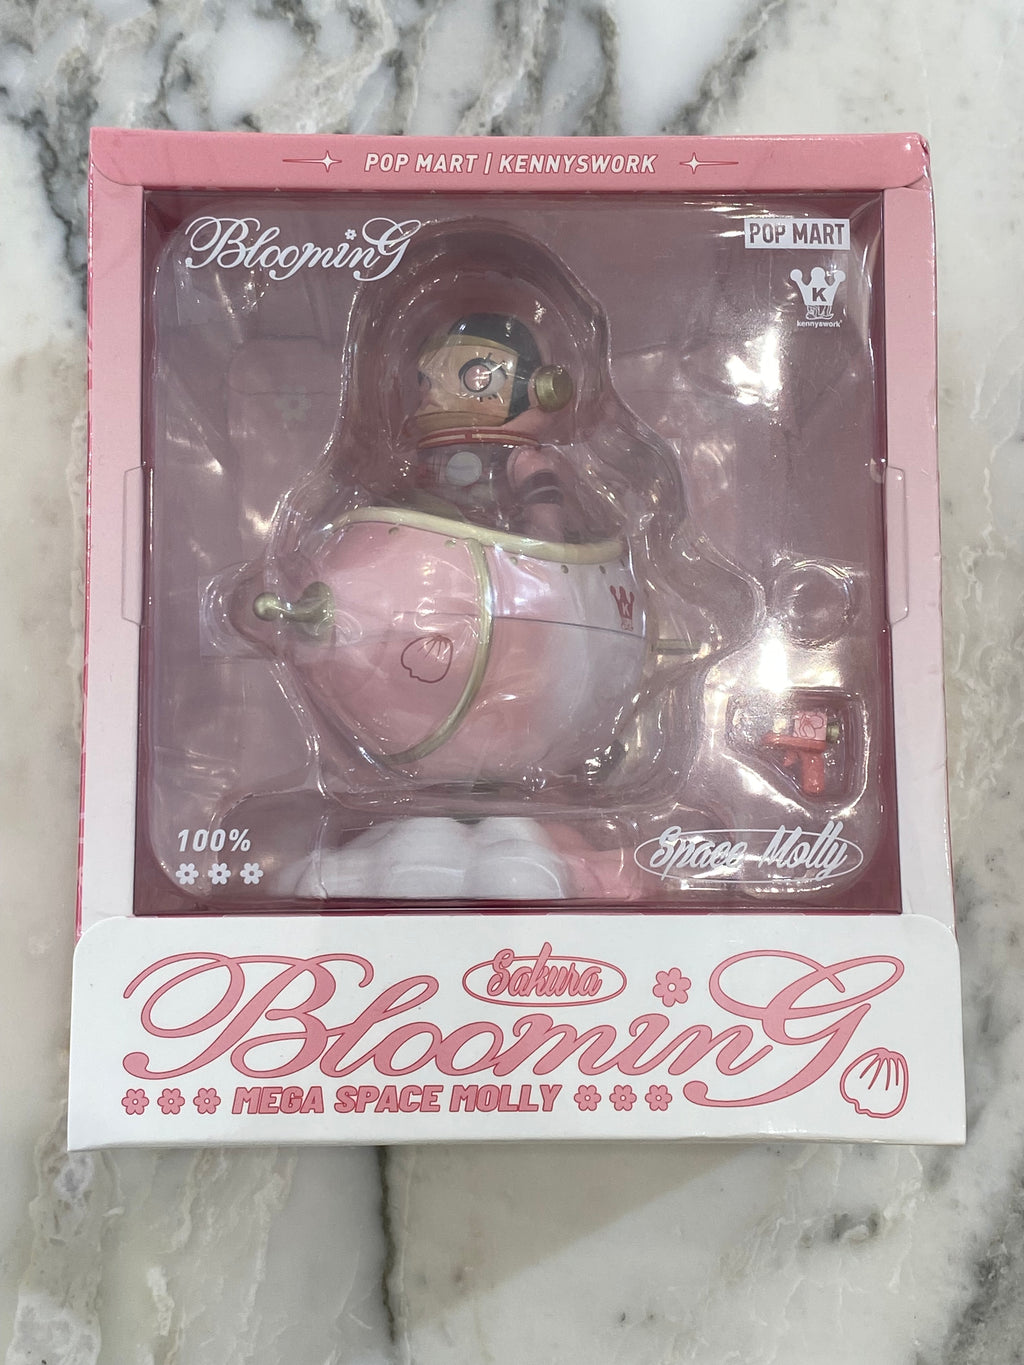 POP MART | KENNYSWORK
BloominG
POP MART
K
kennyswork
K
100%
Space Molly
Sakura
BloominG
MEGA SPACE MOLLY